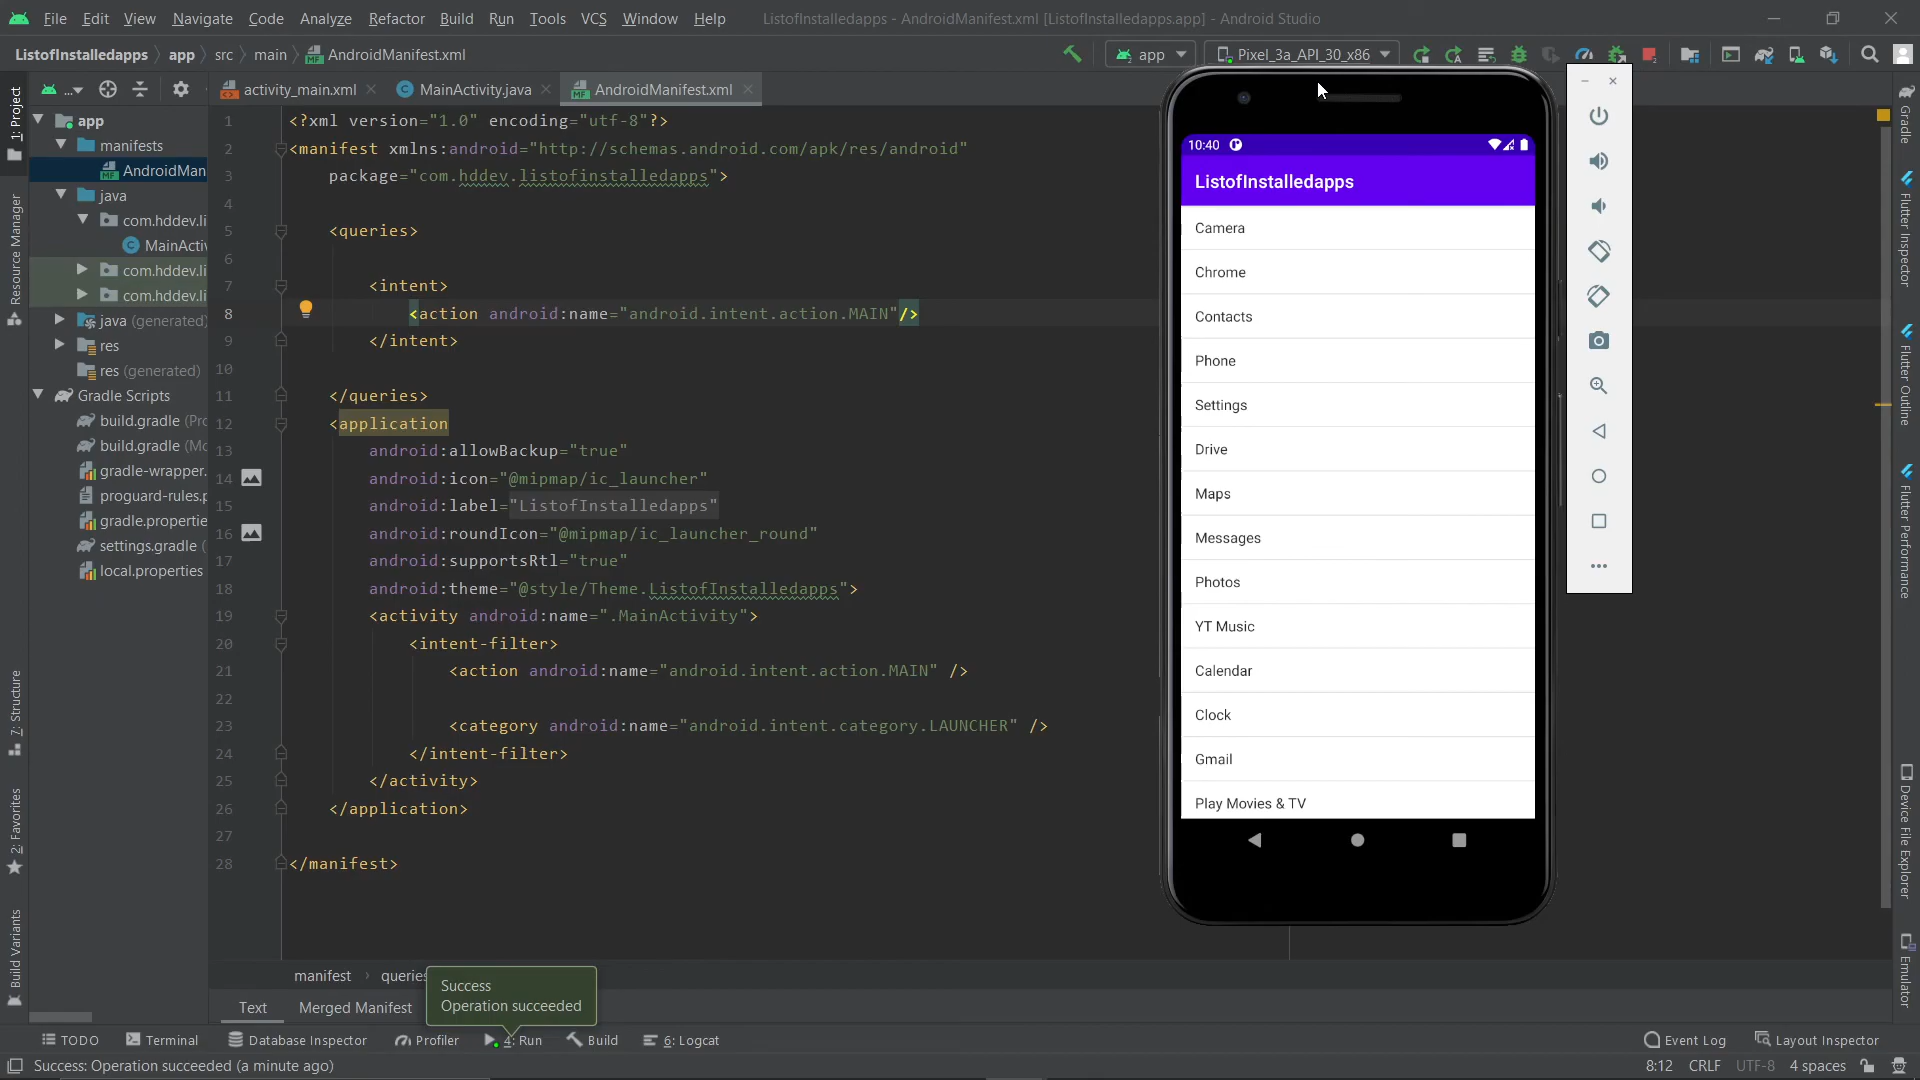 File Edit View Navigate Code Analyze Refactor Build Run Tools VCS Window Help
ListofInstalledapps - AndroidManifest.xml [ListofInstalledapps.app] - Android Studio
ListofInstalledapps app src main AndroidManifest.xml
app
Pixel_3a_API_30_x86
...
activity_main.xml
MainActivity.java
AndroidManifest.xml
1: Project
Resource Manager
7: Structure
2: Favorites
Build Variants
app
manifests
AndroidMan
java
com.hddev.li
MainActiv
com.hddev.li
com.hddev.li
java (generated)
res
res (generated)
Gradle Scripts
build.gradle (Pro
build.gradle (Mo
gradle-wrapper.
proguard-rules.p
gradle.propertie
settings.gradle (
local.properties
1 <?xml version="1.0" encoding="utf-8"?>
2 <manifest xmlns:android="http://schemas.android.com/apk/res/android"
3 package="com.hddev.listofinstalledapps">
4
5 <queries>
6
7 <intent>
8 <action android:name="android.intent.action.MAIN"/>
9 </intent>
10
11 </queries>
12 <application
13 android:allowBackup="true"
14 android:icon="@mipmap/ic_launcher"
15 android:label="ListofInstalledapps"
16 android:roundIcon="@mipmap/ic_launcher_round"
17 android:supportsRtl="true"
18 android:theme="@style/Theme.ListofInstalledapps">
19 <activity android:name=".MainActivity">
20 <intent-filter>
21 <action android:name="android.intent.action.MAIN" />
22
23 <category android:name="android.intent.category.LAUNCHER" />
24 </intent-filter>
25 </activity>
26 </application>
27
28 </manifest>
10:40
ListofInstalledapps
Camera
Chrome
Contacts
Phone
Settings
Drive
Maps
Messages
Photos
YT Music
Calendar
Clock
Gmail
Play Movies & TV
Gradle
Flutter Inspector
Flutter Outline
Flutter Performance
Device File Explorer
Emulator
manifest queries
Success
Operation succeeded
Text Merged Manifest
TODO Terminal Database Inspector Profiler 4: Run Build 6: Logcat
Event Log Layout Inspector
Success: Operation succeeded (a minute ago)
8:12 CRLF UTF-8 4 spaces